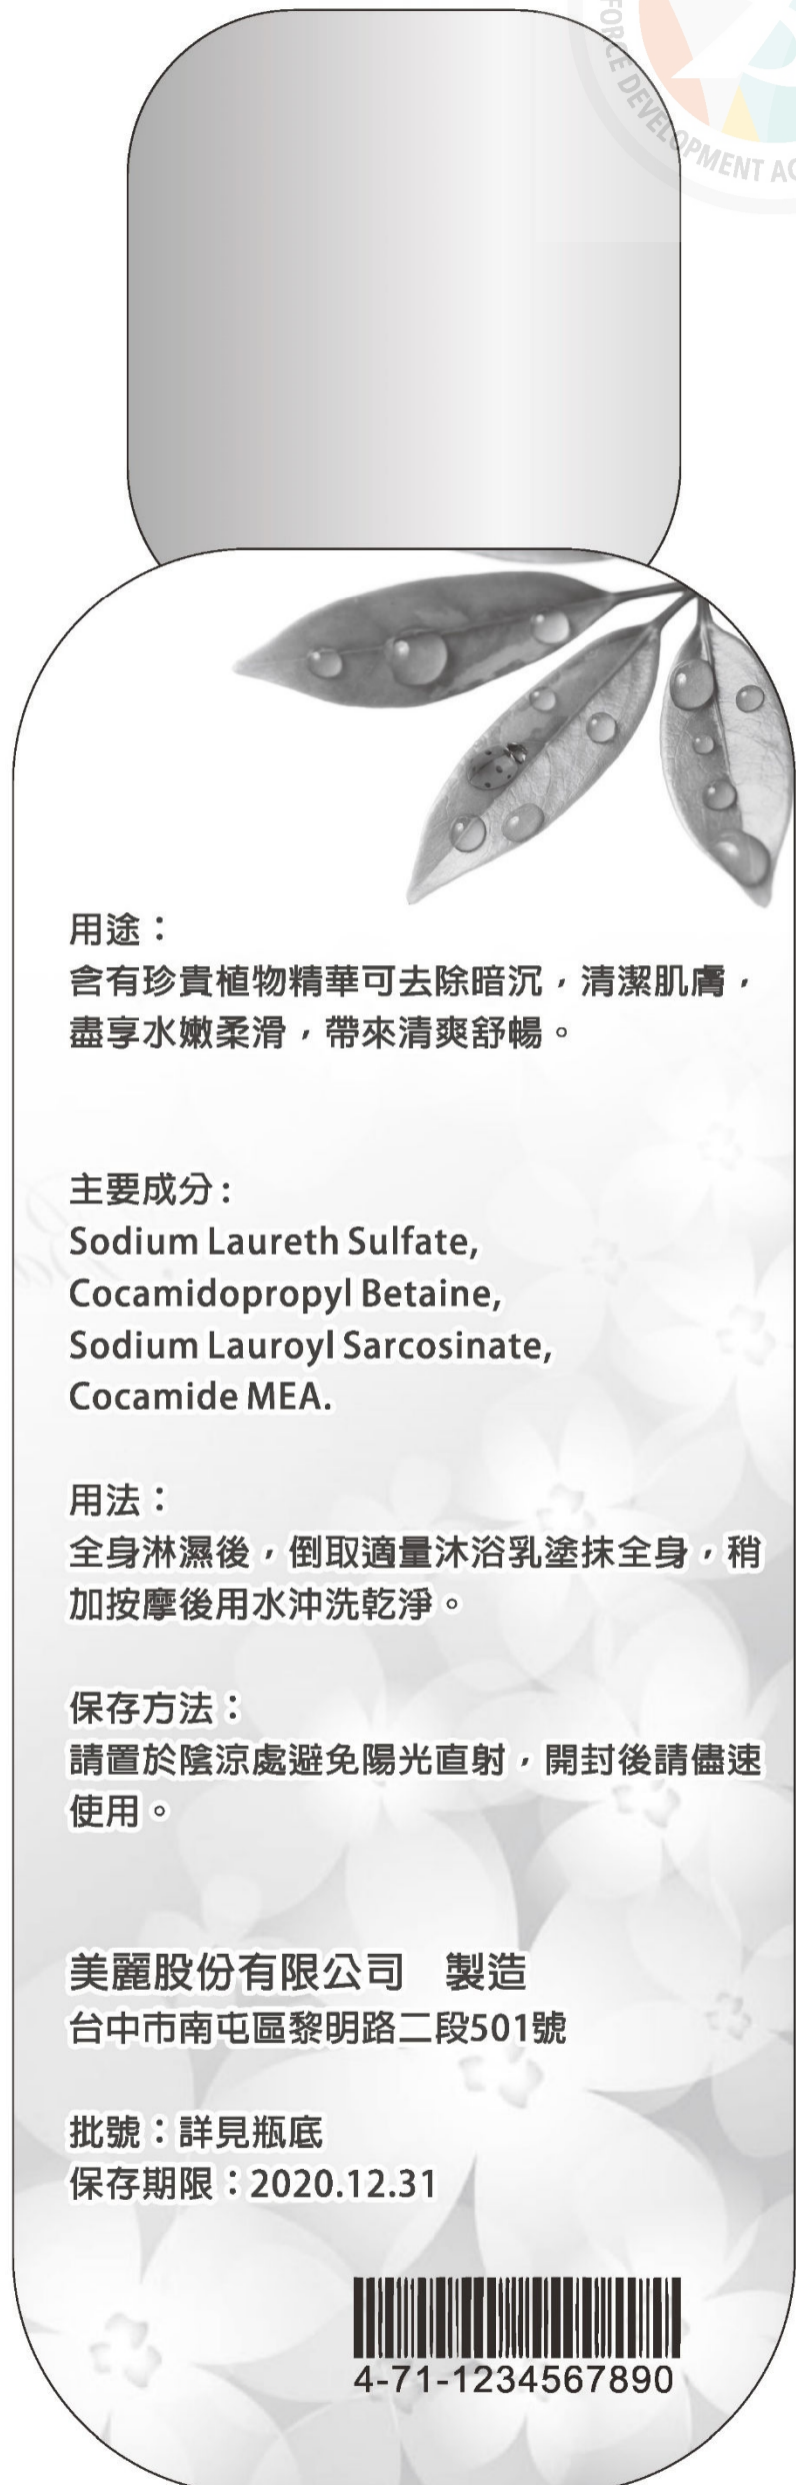 FORCE DEVELOPMENT
用途：
含有珍貴植物精華可去除暗沉，清潔肌膚，
盡享水嫩柔滑，帶來清爽舒暢。
主要成分：
Sodium Laureth Sulfate,
Cocamidopropyl Betaine,
Sodium Lauroyl Sarcosinate,
Cocamide MEA.
用法：
全身淋濕後，倒取適量沐浴乳塗抹全身，稍
加按摩後用水沖洗乾淨。
保存方法：
請置於陰涼處避免陽光直射，開封後請儘速
使用。
美麗股份有限公司　製造
台中市南屯區黎明路二段501號
批號：詳見瓶底
保存期限：2020.12.31
4-71-1234567890